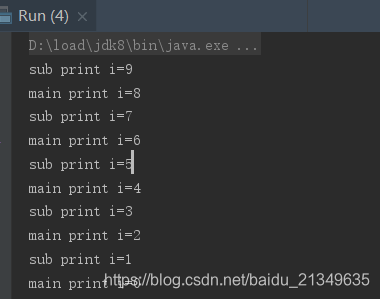 Run (4) ×
D:\load\jdk8\bin\java.exe ...
sub print i=9
main print i=8
sub print i=7
main print i=6
sub print i=5
main print i=4
sub print i=3
main print i=2
sub print i=1
main print i=0
https://blog.csdn.net/baidu_21349635